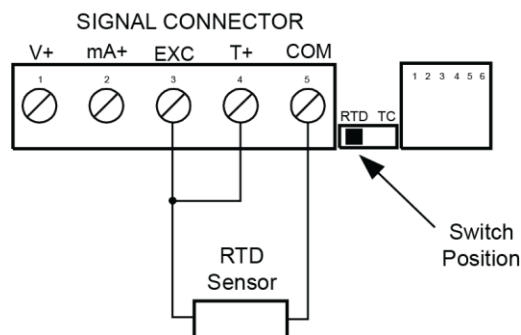 SIGNAL CONNECTOR
V+ mA+ EXC T+ COM
1 2 3 4 5
1 2 3 4 5 6
RTD TC
Switch
Position
RTD
Sensor